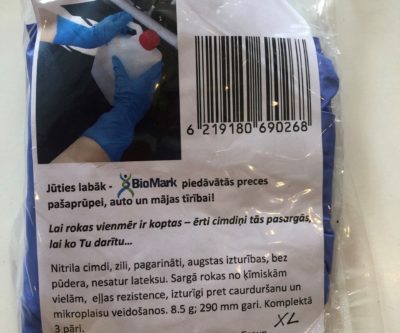 6 219180 690268
Jūties labāk - BioMark piedāvātās preces
pašaprūpei, auto un mājas tīrībai!
Lai rokas vienmēr ir koptas – ērti cimdiņi tās pasargās,
lai ko Tu darītu...
Nitrila cimdi, zili, pagarināti, augstas izturības, bez
pūdera, nesatur lateksu. Sargā rokas no ķīmiskām
vielām, eļļas rezistence, izturīgi pret caurduršanu un
mikroplaisu veidošanos. 8.5 g; 290 mm gari. Komplektā
3 pāri.
XL